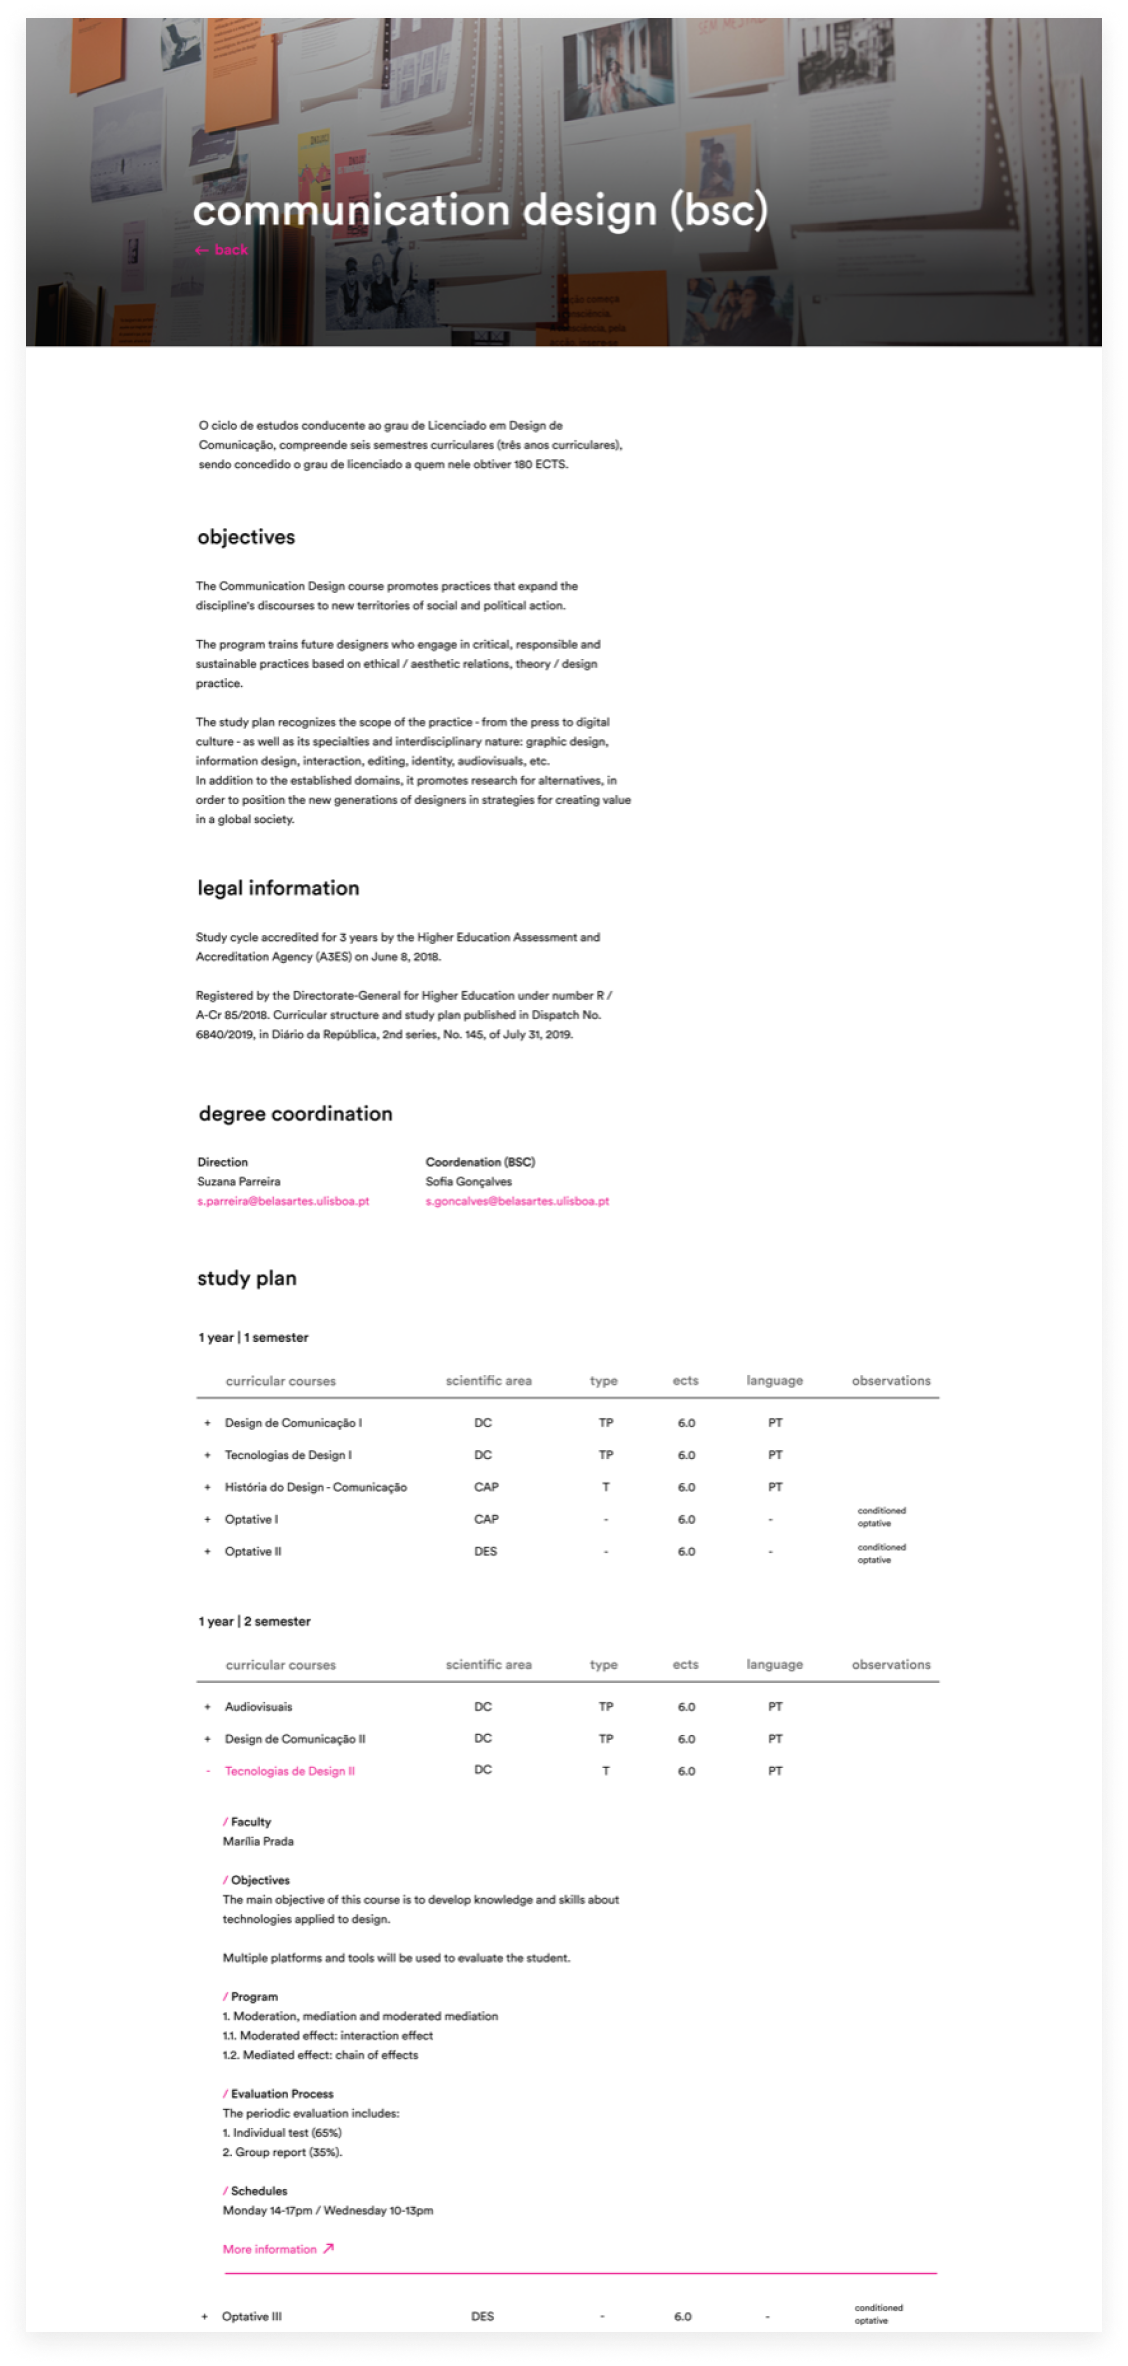 communication design (bsc)
← back
O ciclo de estudos conducente ao grau de Licenciado em Design de
Comunicação, compreende seis semestres curriculares (três anos curriculares),
sendo concedido o grau de licenciado a quem nele obtiver 180 ECTS.
objectives
The Communication Design course promotes practices that expand the
discipline's discourses to new territories of social and political action.
The program trains future designers who engage in critical, responsible and
sustainable practices based on ethical / aesthetic relations, theory / design
practice.
The study plan recognizes the scope of the practice - from the press to digital
culture - as well as its specialties and interdisciplinary nature: graphic design,
information design, interaction, editing, identity, audiovisuals, etc.
In addition to the established domains, it promotes research for alternatives, in
order to position the new generations of designers in strategies for creating value
in a global society.
legal information
Study cycle accredited for 3 years by the Higher Education Assessment and
Accreditation Agency (A3ES) on June 8, 2018.
Registered by the Directorate-General for Higher Education under number R /
A-Cr 85/2018. Curricular structure and study plan published in Dispatch No.
6840/2019, in Diário da República, 2nd series, No. 145, of July 31, 2019.
degree coordination
Direction Coordenation (BSC)
Suzana Parreira Sofia Gonçalves
s.parreira@belasartes.ulisboa.pt s.goncalves@belasartes.ulisboa.pt
study plan
1 year | 1 semester
curricular courses scientific area type ects language observations
+ Design de Comunicação I DC TP 6.0 PT
+ Tecnologias de Design I DC TP 6.0 PT
+ História do Design - Comunicação CAP T 6.0 PT
+ Optative I CAP - 6.0 - conditioned optative
+ Optative II DES - 6.0 - conditioned optative
1 year | 2 semester
curricular courses scientific area type ects language observations
+ Audiovisuais DC TP 6.0 PT
+ Design de Comunicação II DC TP 6.0 PT
- Tecnologias de Design II DC T 6.0 PT
/ Faculty
Marília Prada
/ Objectives
The main objective of this course is to develop knowledge and skills about
technologies applied to design.
Multiple platforms and tools will be used to evaluate the student.
/ Program
1. Moderation, mediation and moderated mediation
1.1. Moderated effect: interaction effect
1.2. Mediated effect: chain of effects
/ Evaluation Process
The periodic evaluation includes:
1. Individual test (65%)
2. Group report (35%).
/ Schedules
Monday 14-17pm / Wednesday 10-13pm
More information ↗
+ Optative III DES - 6.0 - conditioned optative